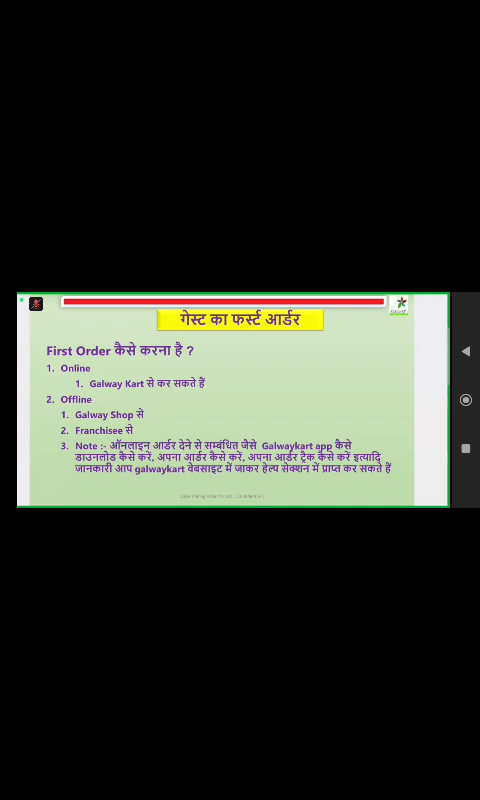 गेस्ट का फर्स्ट आर्डर
First Order कैसे करना है ?
1. Online
1. Galway Kart से कर सकते हैं
2. Offline
1. Galway Shop से
2. Franchisee से
3. Note :- ऑनलाइन आर्डर देने से सम्बंधित जैसे Galwaykart app कैसे
डाउनलोड कैसे करें, अपना आर्डर कैसे करें, अपना आर्डर ट्रैक कैसे करें इत्यादि
जानकारी आप galwaykart वेबसाइट में जाकर हेल्प सेक्शन में प्राप्त कर सकते हैं